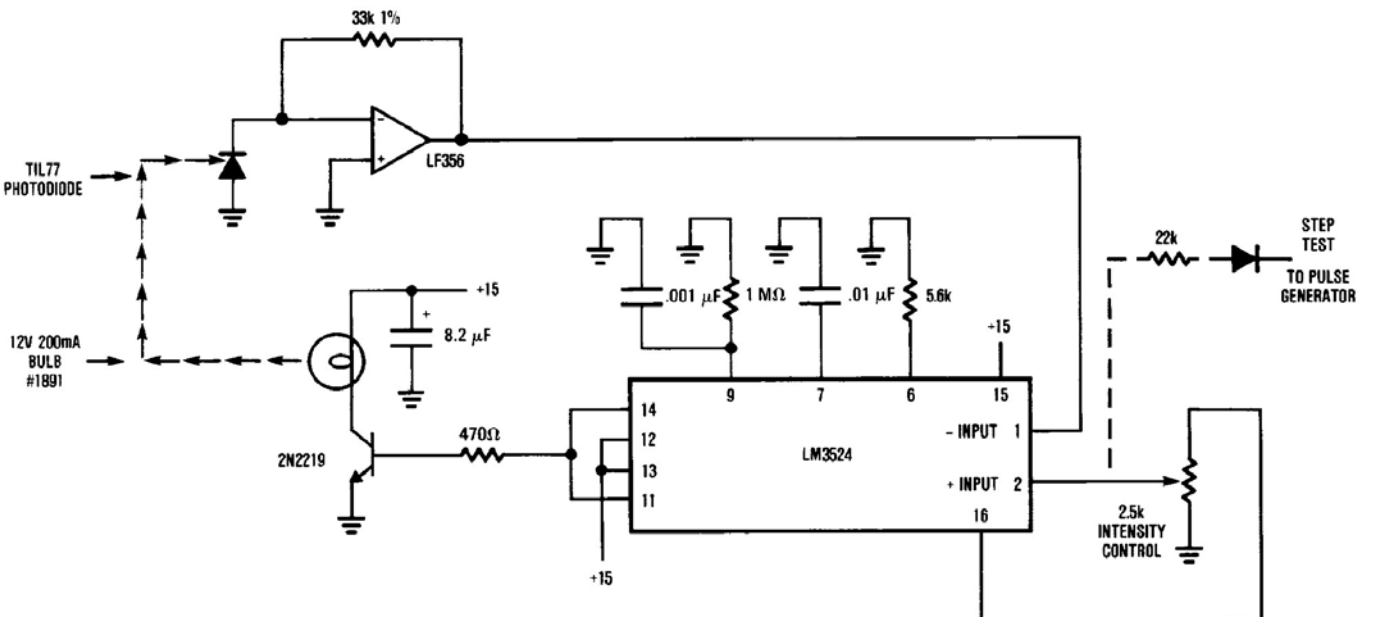 33k 1%
-
+
LF356
TIL77
PHOTODIODE
STEP
TEST
22k
TO PULSE
GENERATOR
.001 μF
1 MΩ
.01 μF
5.6k
+15
+
8.2 μF
+15
12V 200mA
BULB
#1891
9
7
6
15
14
12
13
11
- INPUT 1
LM3524
+ INPUT 2
16
470Ω
2N2219
2.5k
INTENSITY
CONTROL
+15